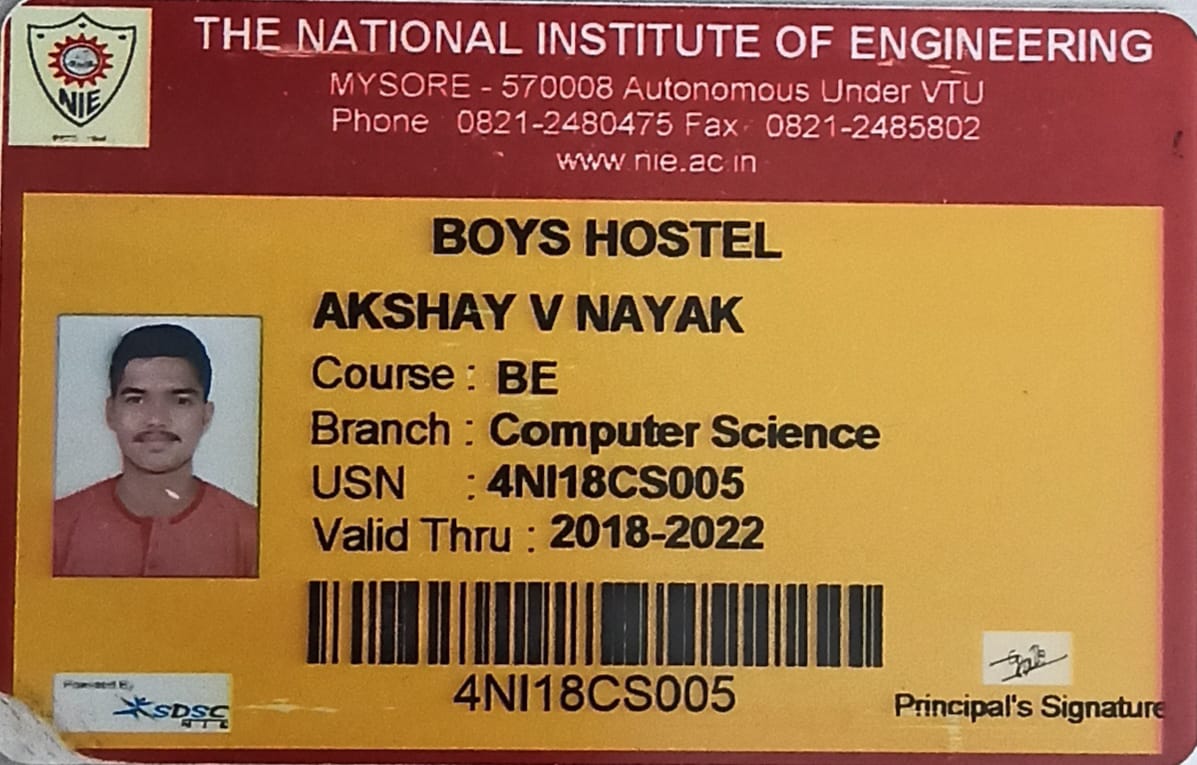 THE NATIONAL INSTITUTE OF ENGINEERING
MYSORE - 570008 Autonomous Under VTU
Phone 0821-2480475 Fax 0821-2485802
www.nie.ac.in
NIE
BOYS HOSTEL
AKSHAY V NAYAK
Course : BE
Branch : Computer Science
USN : 4NI18CS005
Valid Thru : 2018-2022
4NI18CS005
Powered By
SDSC
NIE
Principal's Signature